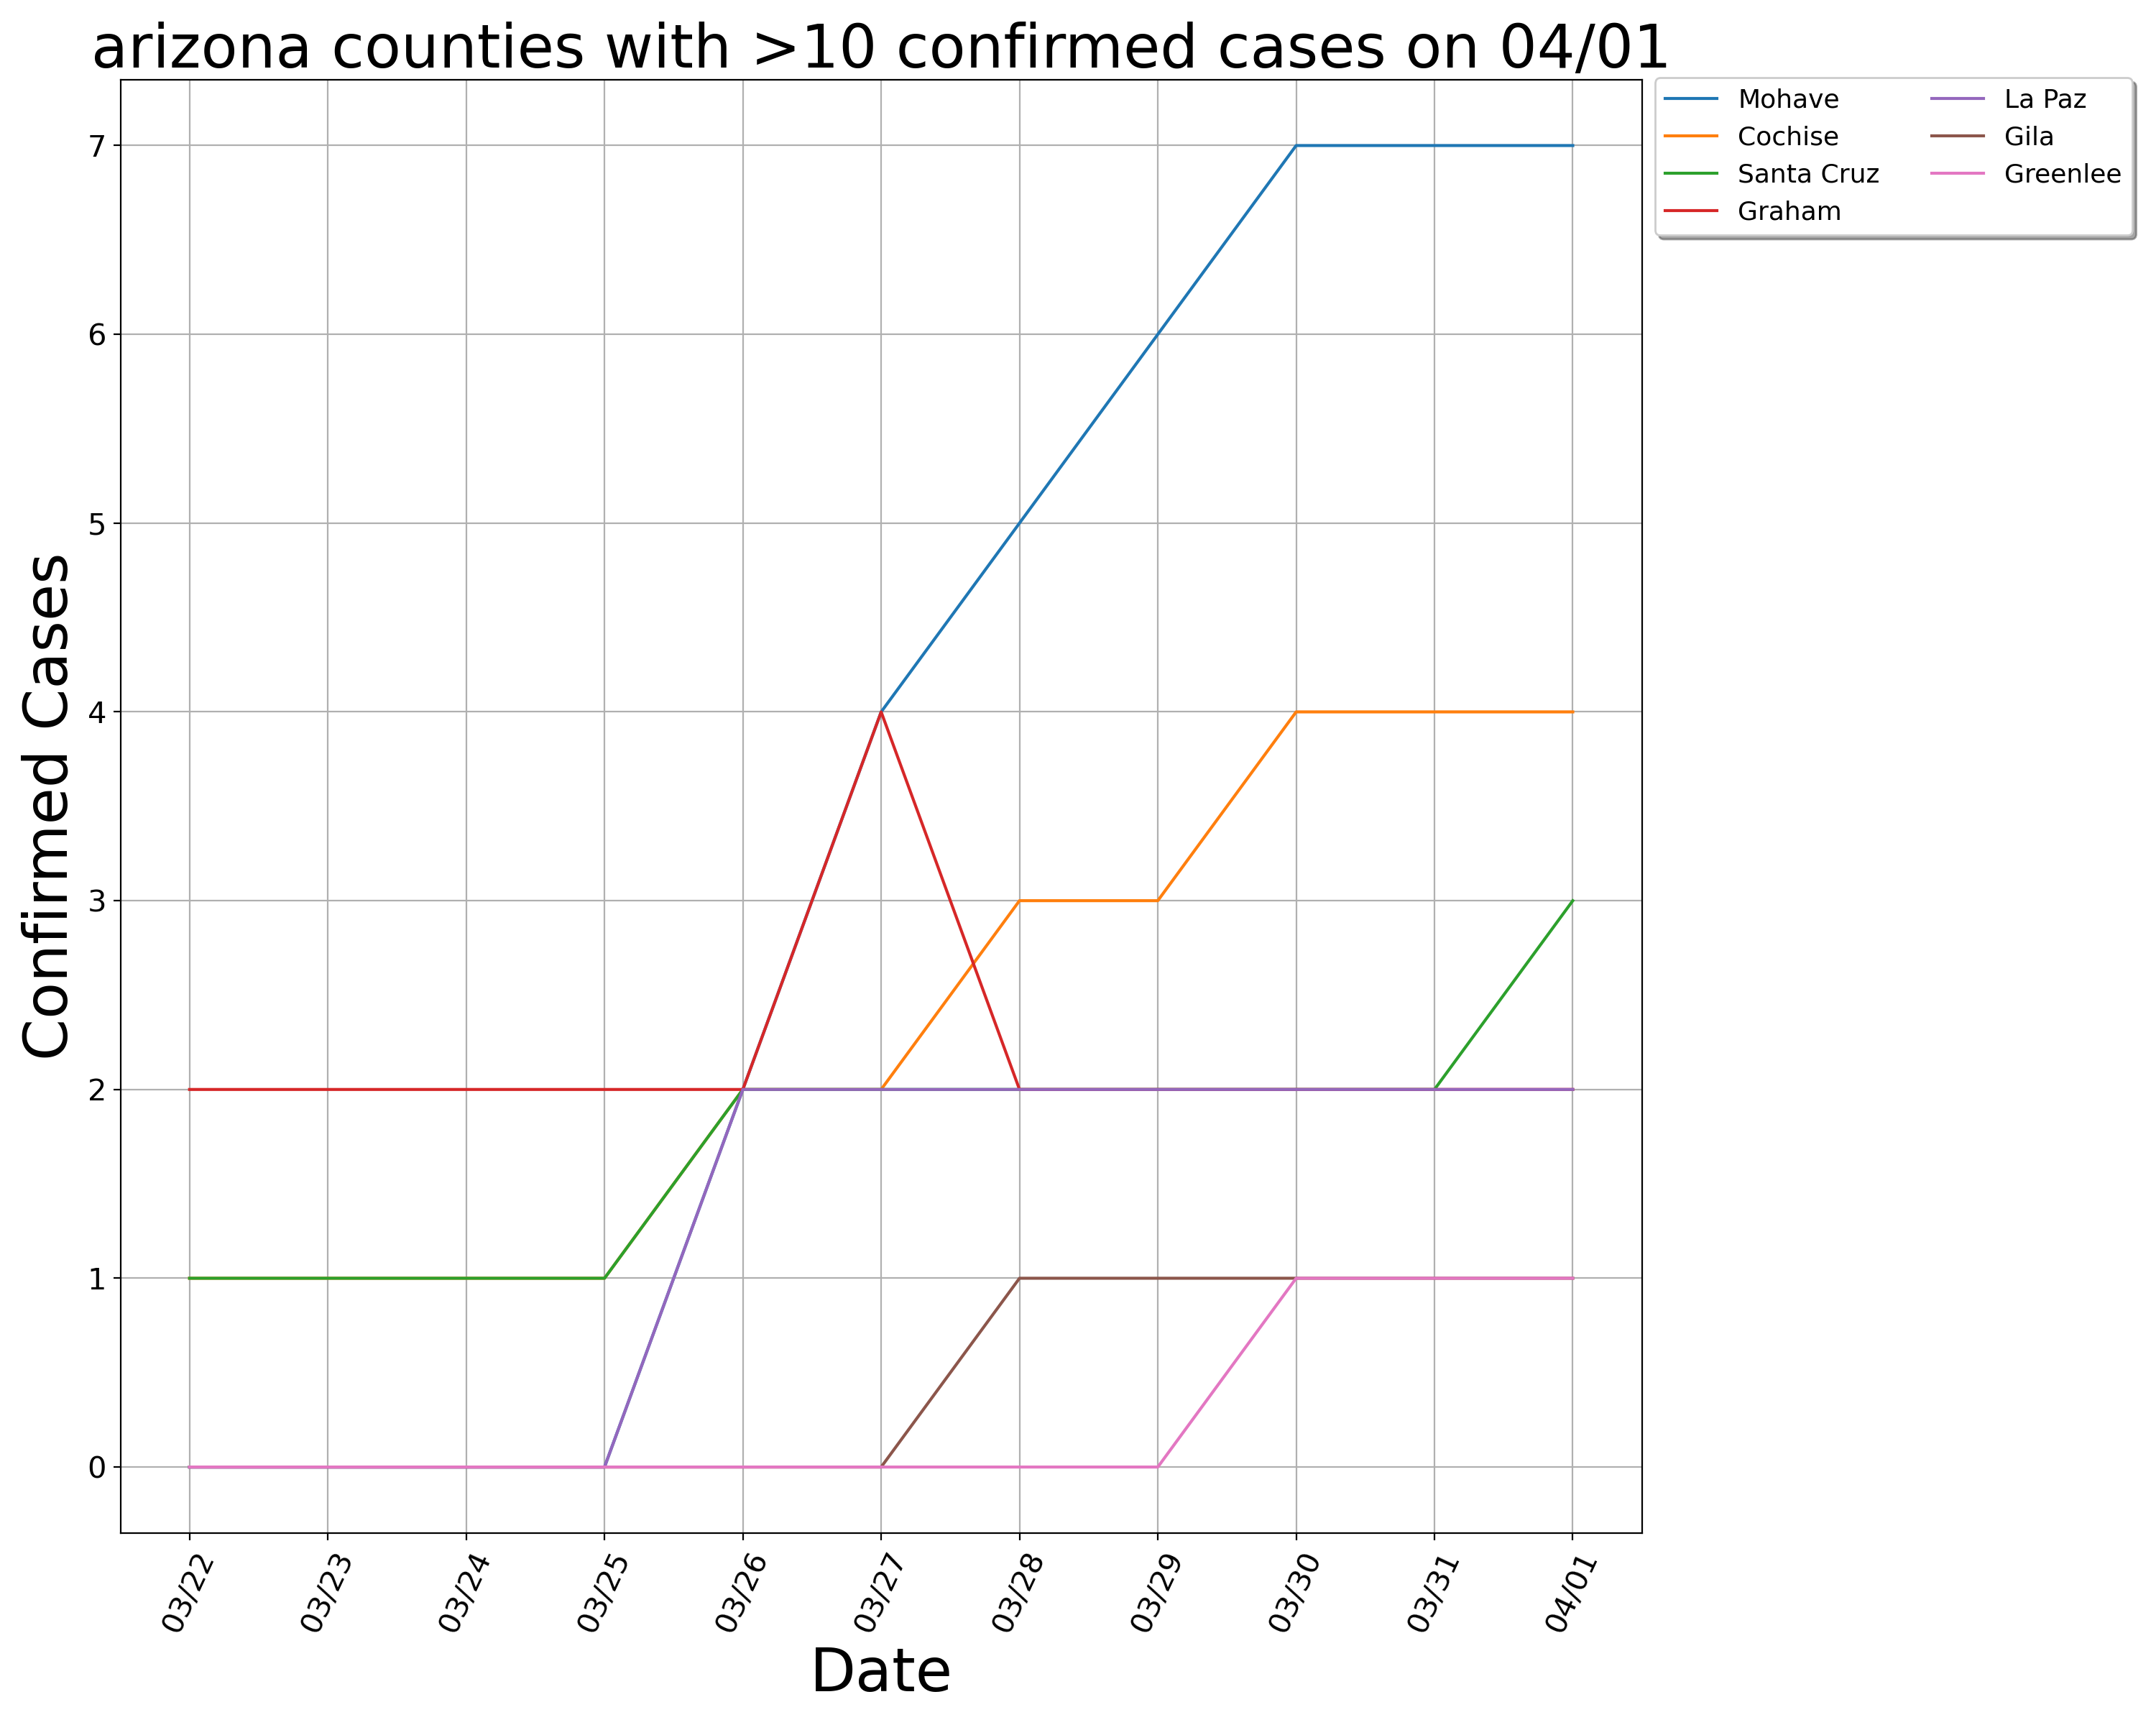 arizona counties with >10 confirmed cases on 04/01
Mohave
Cochise
Santa Cruz
Graham
La Paz
Gila
Greenlee
Confirmed Cases
7
6
5
4
3
2
1
0
03/22
03/23
03/24
03/25
03/26
03/27
03/28
03/29
03/30
03/31
04/01
Date